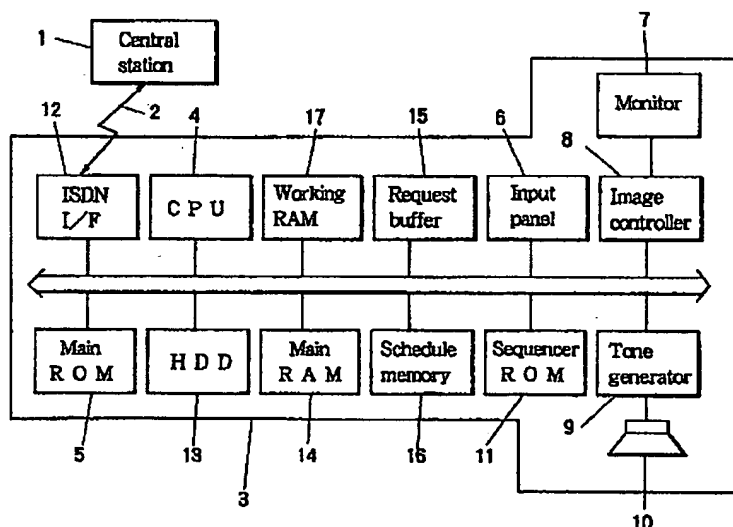 1
Central
station
7
Monitor
12
2
4
17
15
6
8
ISDN
I/F
CPU
Working
RAM
Request
buffer
Input
panel
Image
controller
Main
ROM
HDD
Main
RAM
Schedule
memory
Sequencer
ROM
Tone
generator
5
13
3
14
16
11
9
10